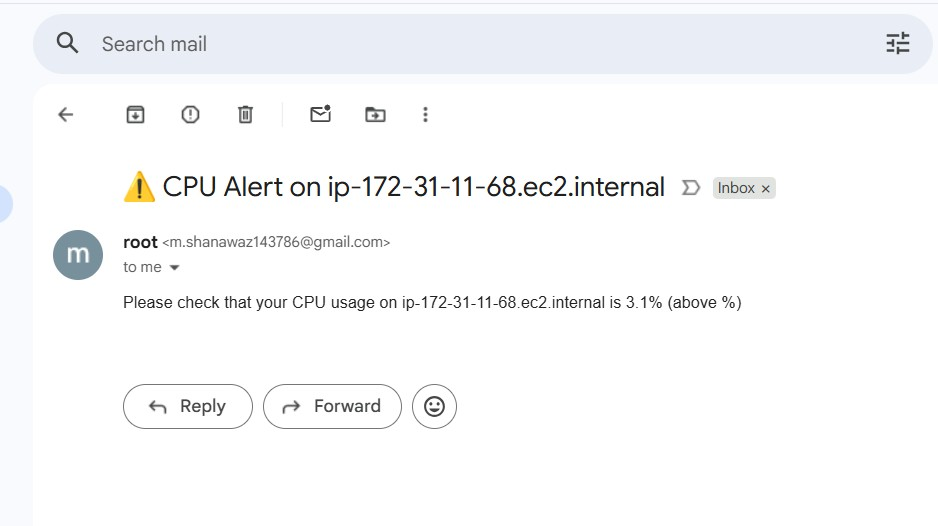 Search mail
⚠️ CPU Alert on ip-172-31-11-68.ec2.internal Inbox ×
m
root <m.shanawaz143786@gmail.com>
to me
Please check that your CPU usage on ip-172-31-11-68.ec2.internal is 3.1% (above %)
Reply Forward